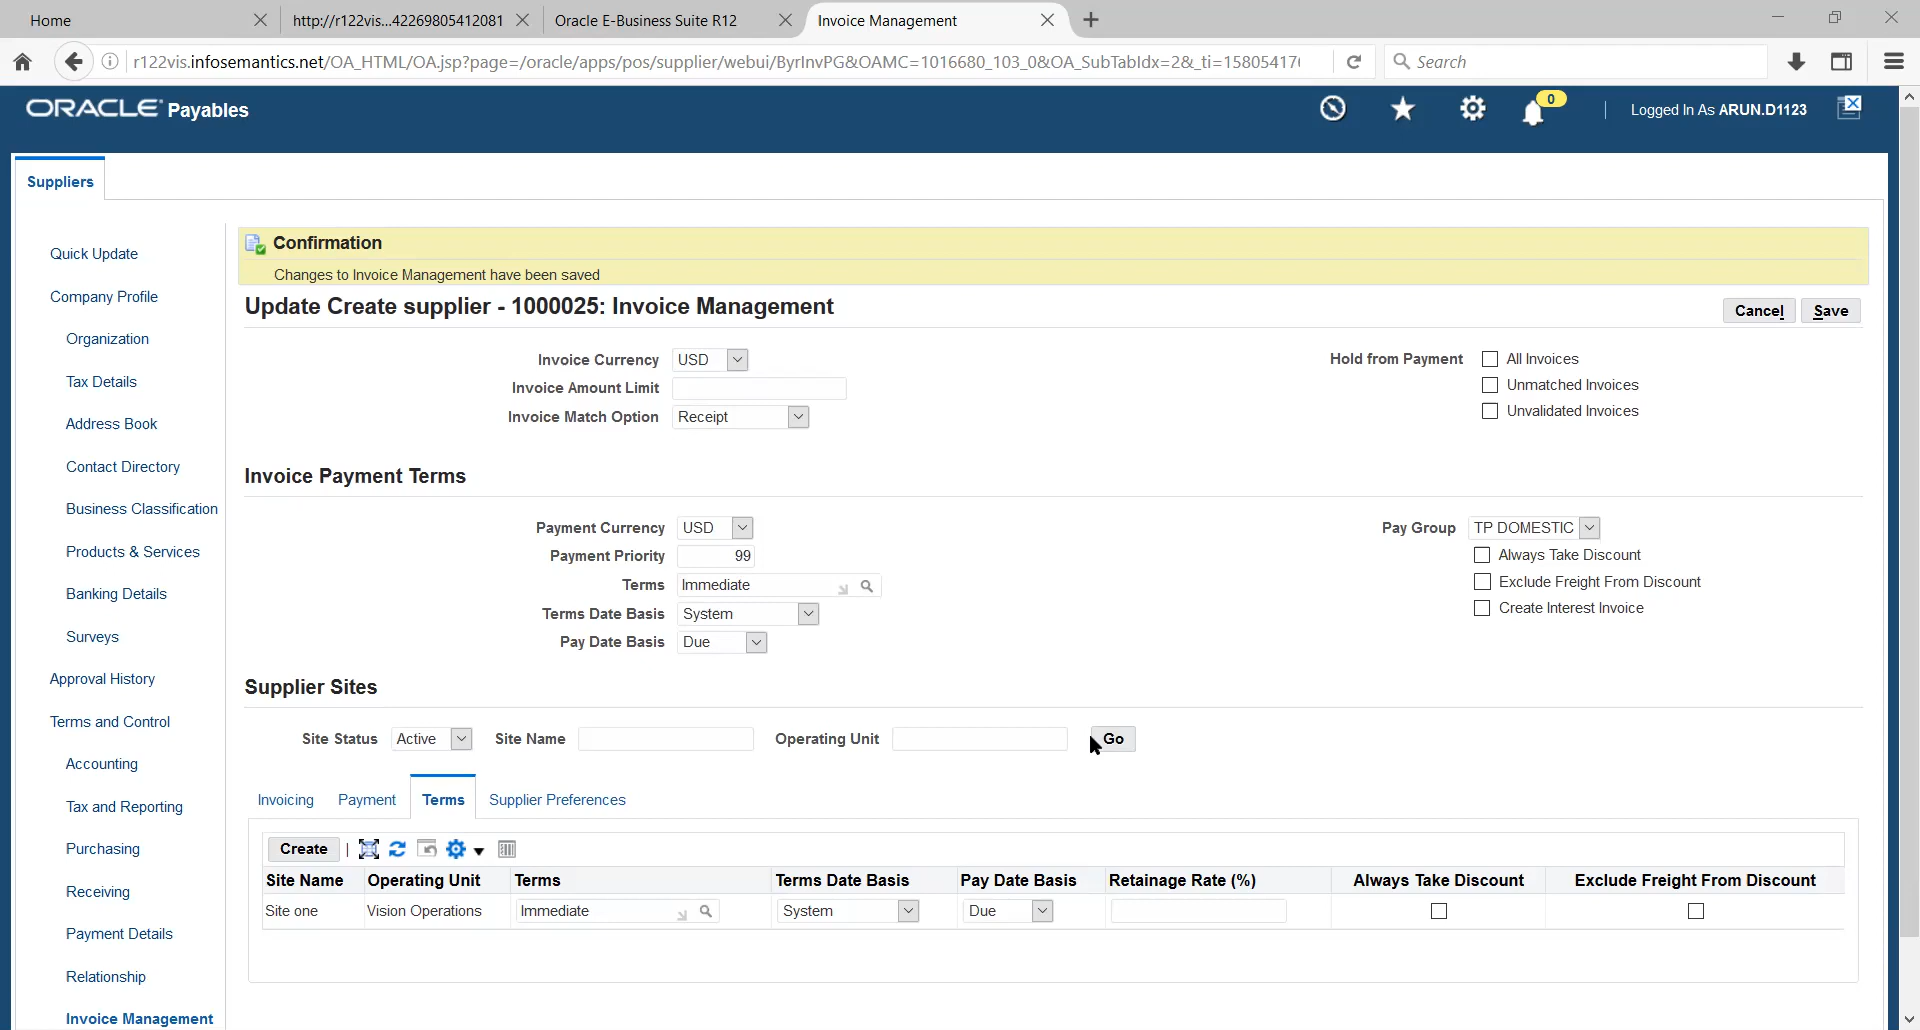 Home
http://r122vis...42269805412081
Oracle E-Business Suite R12
Invoice Management
r122vis.infosemantics.net/OA_HTML/OA.jsp?page=/oracle/apps/pos/supplier/webui/ByrInvPG&OAMC=1016680_103_0&OA_SubTabIdx=2&_ti=15805417
Search
ORACLE Payables
0
Logged In As ARUN.D1123
Suppliers
Quick Update
Company Profile
Organization
Tax Details
Address Book
Contact Directory
Business Classification
Products & Services
Banking Details
Surveys
Approval History
Terms and Control
Accounting
Tax and Reporting
Purchasing
Receiving
Payment Details
Relationship
Invoice Management
Confirmation
Changes to Invoice Management have been saved
Update Create supplier - 1000025: Invoice Management
Cancel Save
Invoice Currency USD
Invoice Amount Limit
Invoice Match Option Receipt
Hold from Payment All Invoices
Unmatched Invoices
Unvalidated Invoices
Invoice Payment Terms
Payment Currency USD
Payment Priority 99
Terms Immediate
Terms Date Basis System
Pay Date Basis Due
Pay Group TP DOMESTIC
Always Take Discount
Exclude Freight From Discount
Create Interest Invoice
Supplier Sites
Site Status Active Site Name Operating Unit Go
Invoicing Payment Terms Supplier Preferences
Create
Site Name Operating Unit Terms Terms Date Basis Pay Date Basis Retainage Rate (%) Always Take Discount Exclude Freight From Discount
Site one Vision Operations Immediate System Due